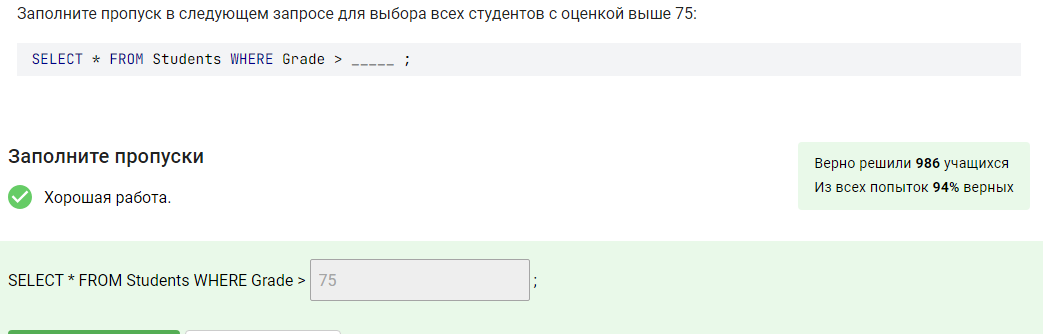 Заполните пропуск в следующем запросе для выбора всех студентов с оценкой выше 75:
SELECT * FROM Students WHERE Grade > _____ ;
Заполните пропуски
Хорошая работа.
Верно решили 986 учащихся
Из всех попыток 94% верных
SELECT * FROM Students WHERE Grade > 75 ;